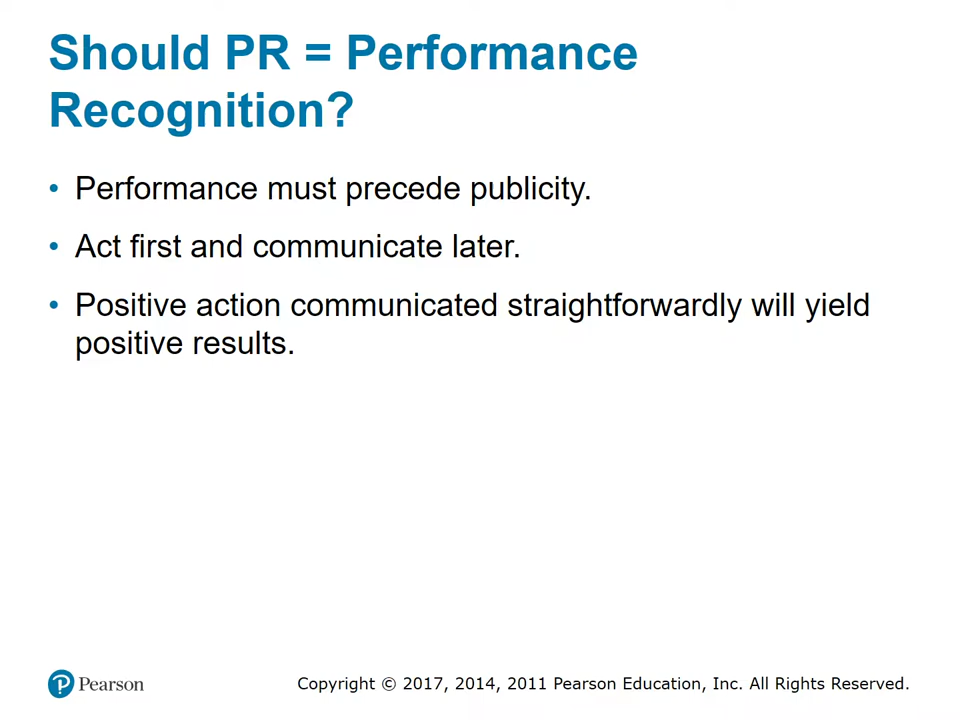 Should PR = Performance
Recognition?
• Performance must precede publicity.
• Act first and communicate later.
• Positive action communicated straightforwardly will yield
positive results.
Pearson
Copyright © 2017, 2014, 2011 Pearson Education, Inc. All Rights Reserved.